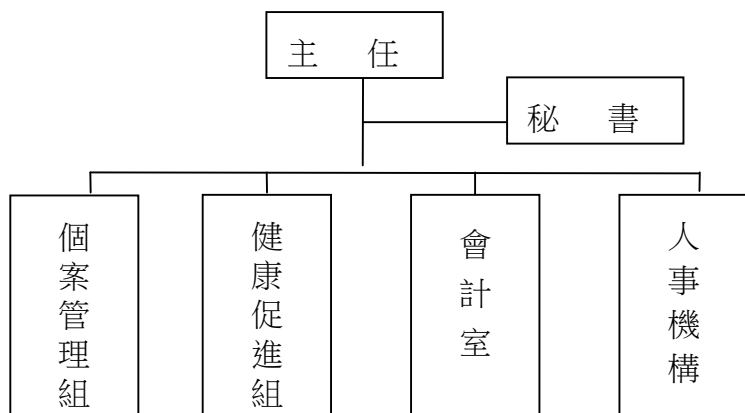 主 任
秘 書
個案管理組
健康促進組
會計室
人事機構